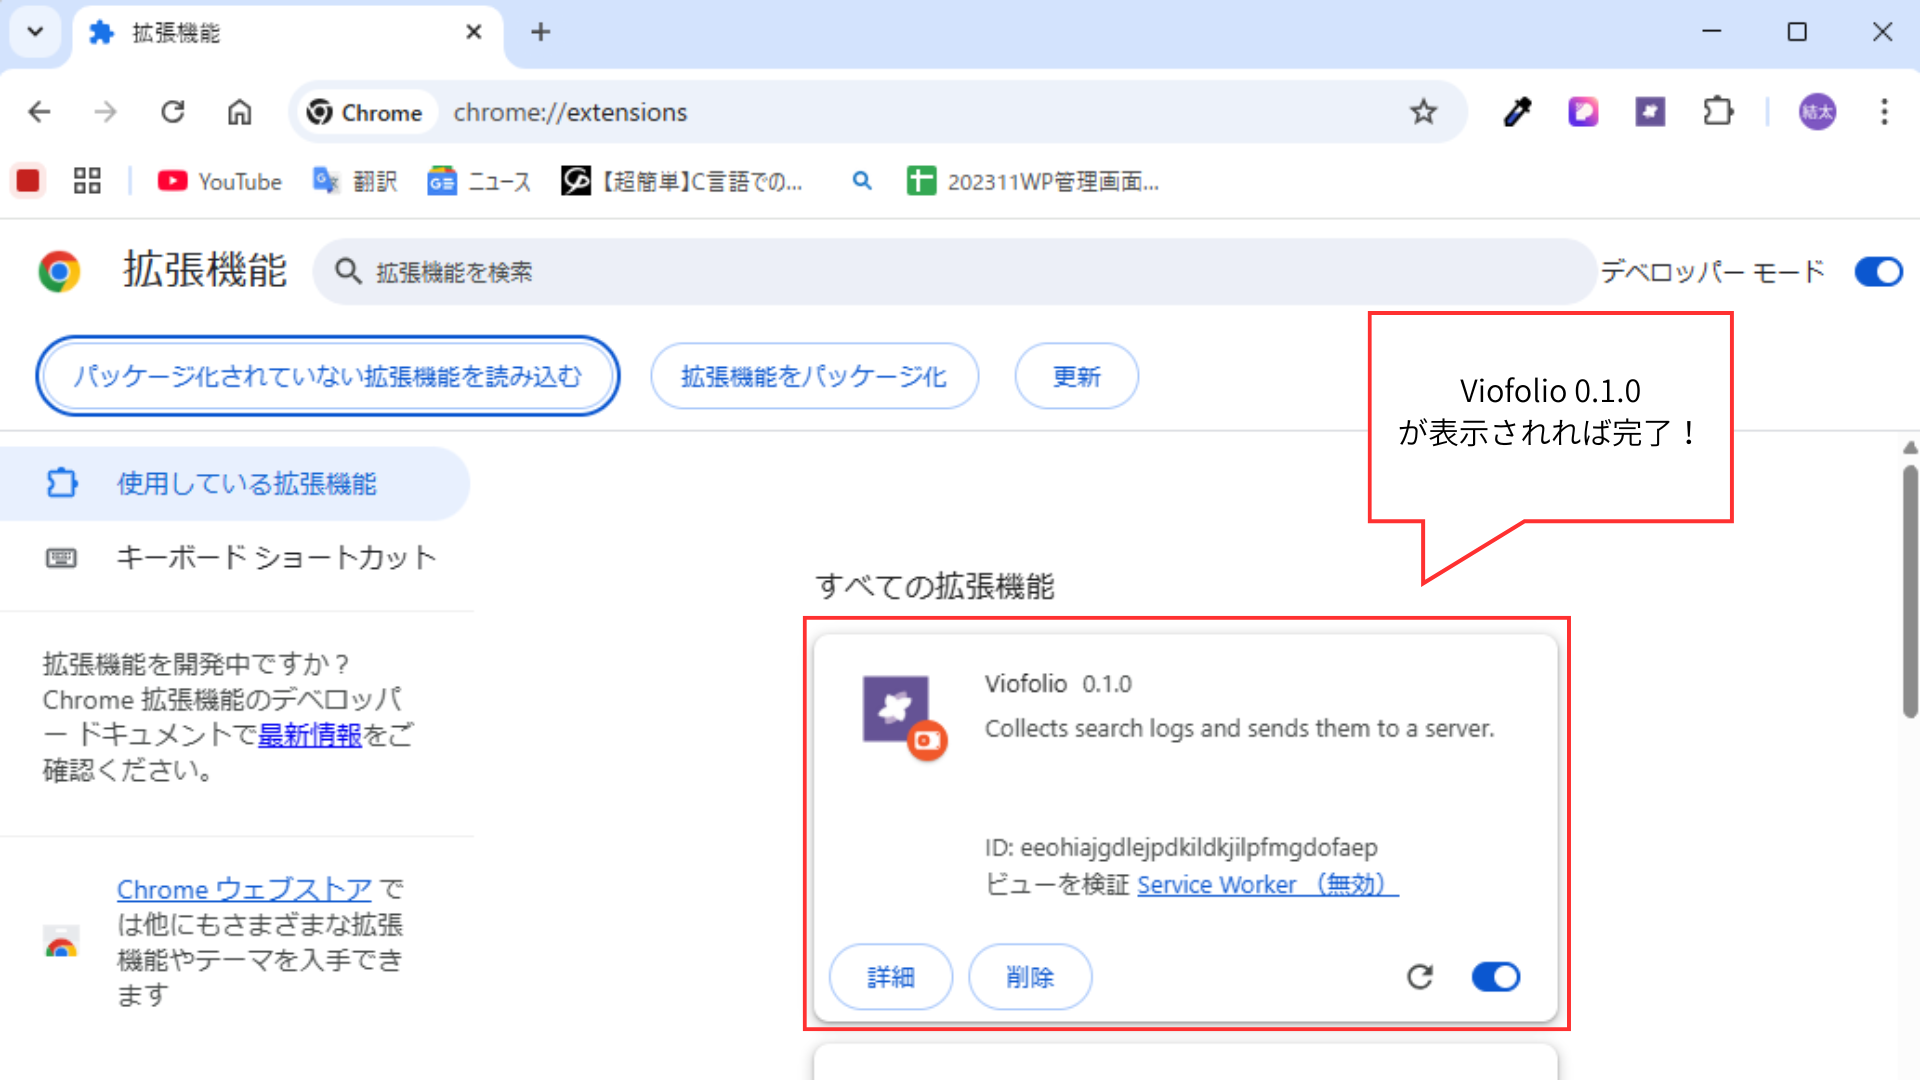 拡張機能
Chrome
chrome://extensions
結太
YouTube
翻訳
ニュース
【超簡単】C言語での...
202311WP管理画面...
拡張機能
拡張機能を検索
デベロッパー モード
パッケージ化されていない拡張機能を読み込む
拡張機能をパッケージ化
更新
Viofolio 0.1.0
が表示されれば完了！
使用している拡張機能
キーボード ショートカット
拡張機能を開発中ですか？
Chrome 拡張機能のデベロッパ
ー ドキュメントで最新情報をご
確認ください。
Chrome ウェブストア で
は他にもさまざまな拡張
機能やテーマを入手でき
ます
すべての拡張機能
Viofolio 0.1.0
Collects search logs and sends them to a server.
ID: eeohiajgdlejpdkildkjilpfmgdofaep
ビューを検証 Service Worker （無効）
詳細
削除